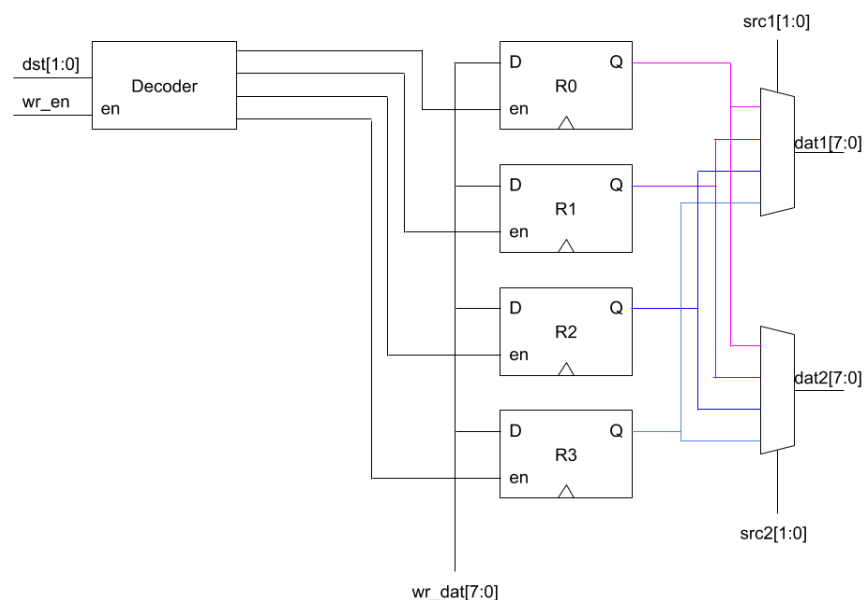 src1[1:0]
dst[1:0]
wr_en
Decoder
en
D
Q
R0
en
dat1[7:0]
D
Q
R1
en
D
Q
R2
en
dat2[7:0]
D
Q
R3
en
src2[1:0]
wr_dat[7:0]